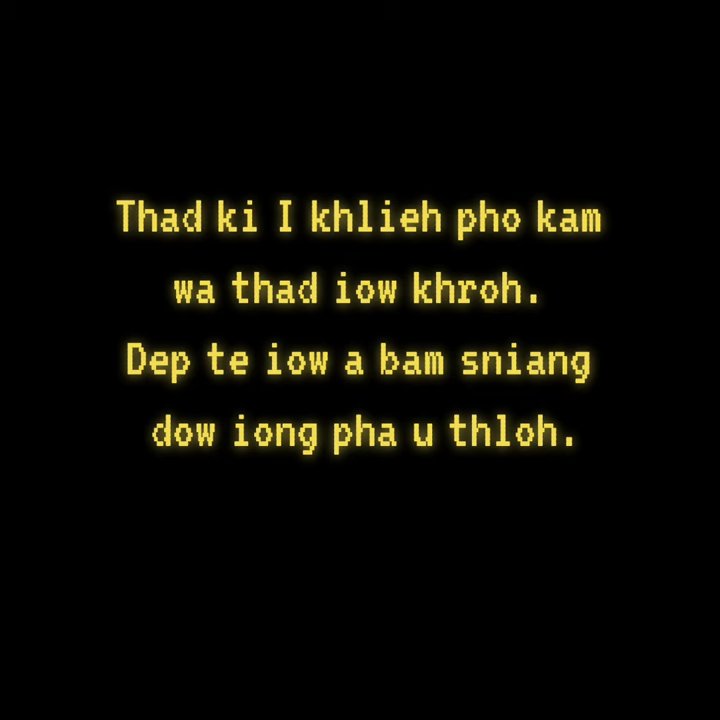 Thad ki I khlieh pho kam
wa thad iow khroh.
Dep te iow a bam sniang
dow iong pha u thloh.